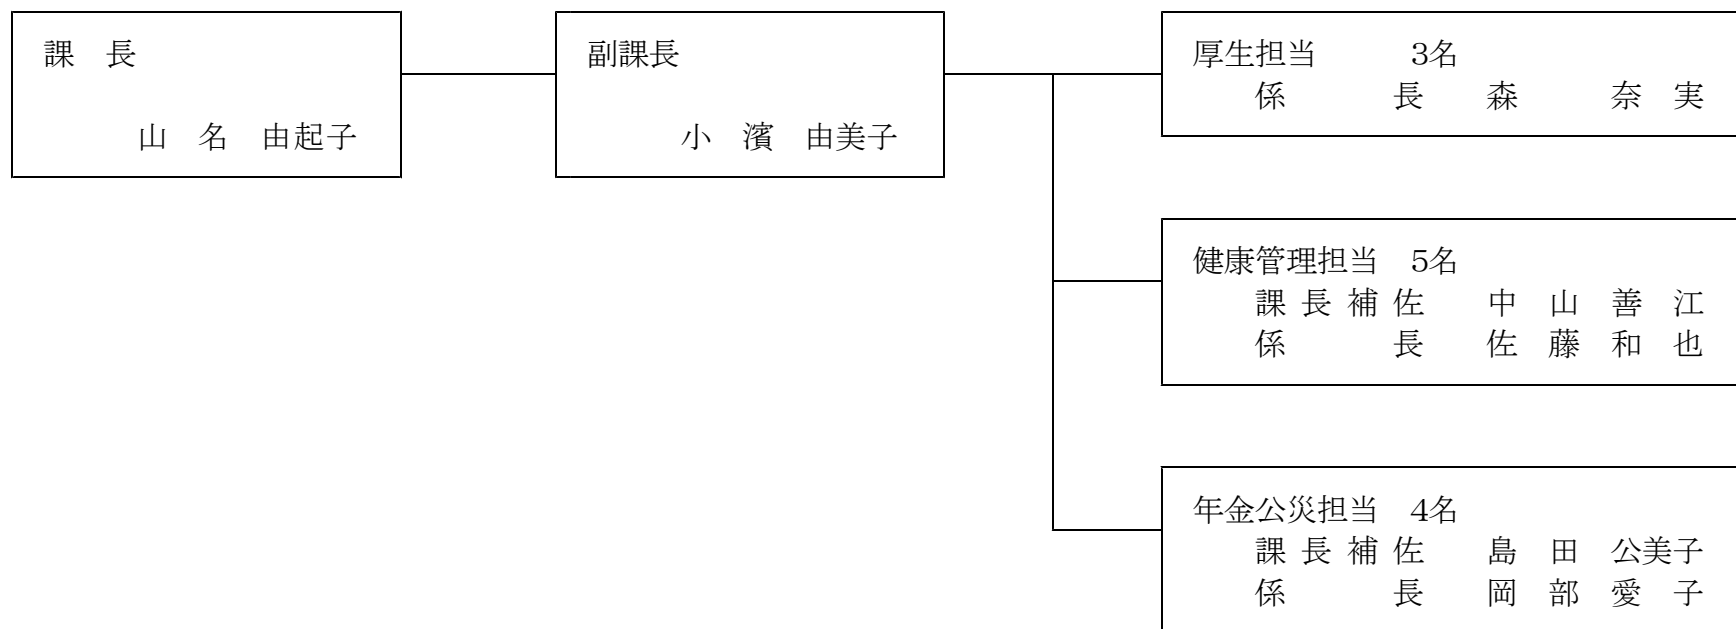 課　長
山　名　由起子
副課長
小　濱　由美子
厚生担当　　　3名
係　　　長　森　　　奈　実
健康管理担当　5名
課 長 補 佐　中　山　善　江
係　　　長　佐　藤　和　也
年金公災担当　4名
課 長 補 佐　島　田　公美子
係　　　長　岡　部　愛　子